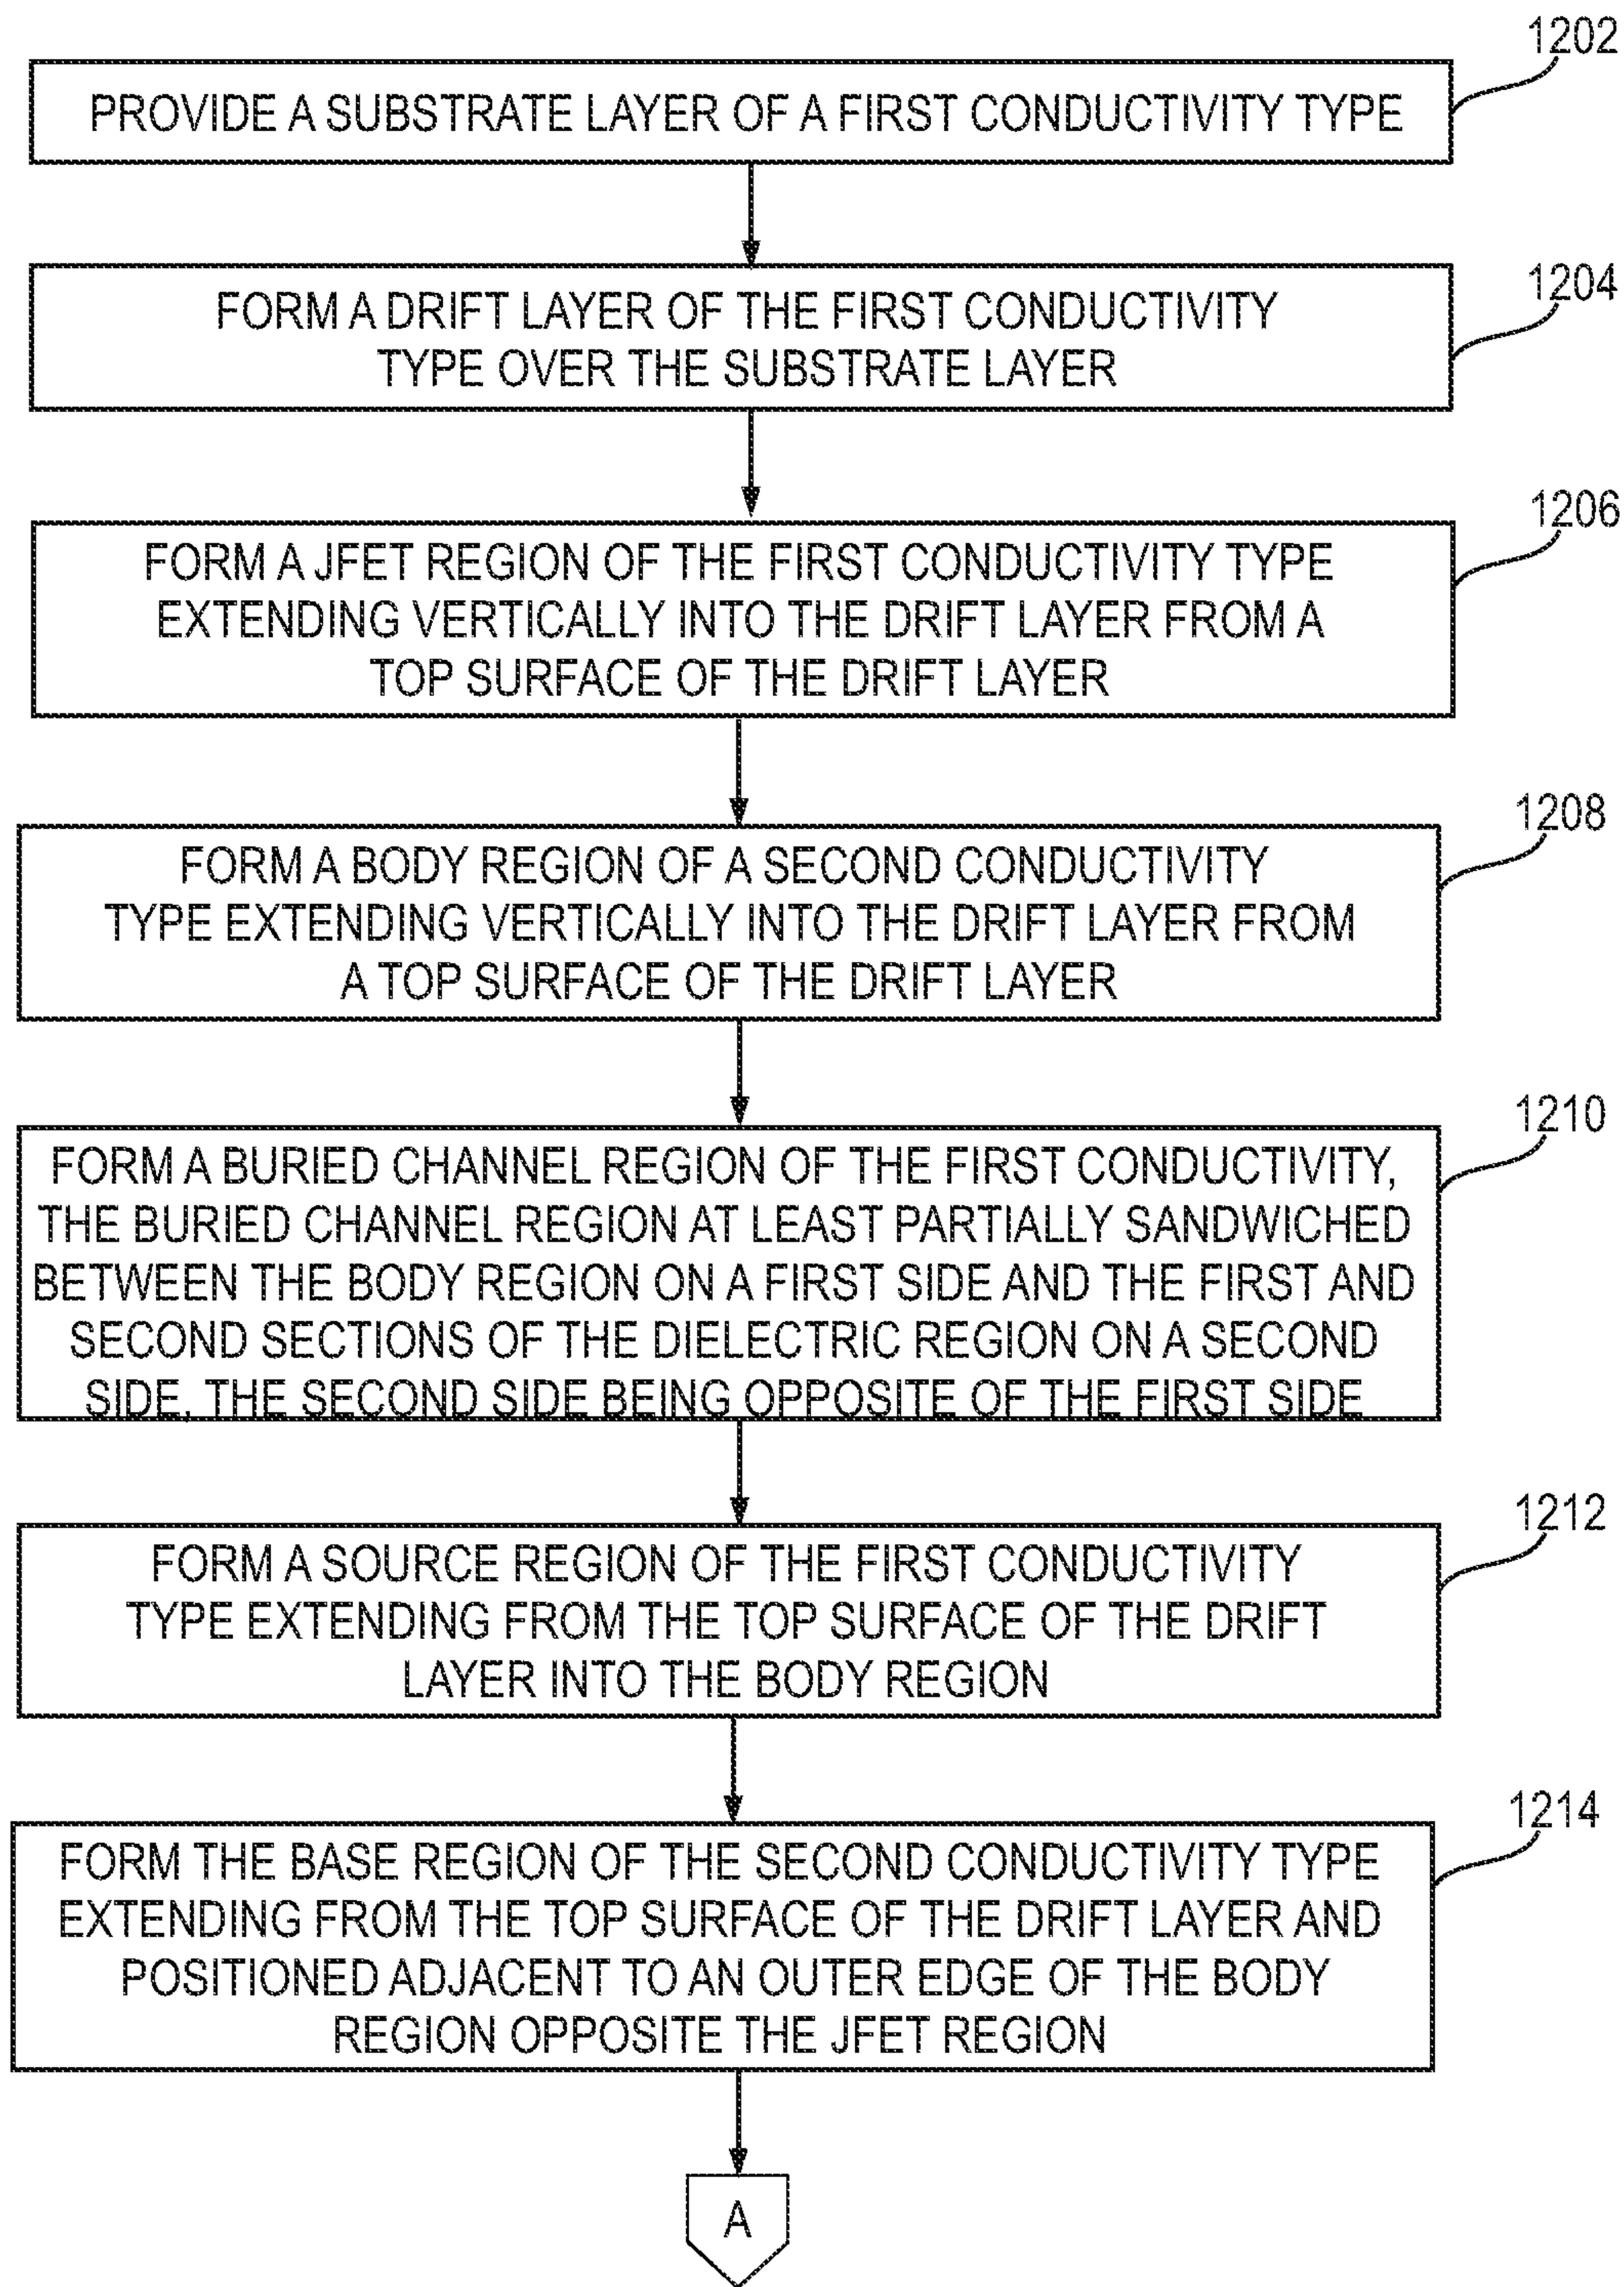 1202
PROVIDE A SUBSTRATE LAYER OF A FIRST CONDUCTIVITY TYPE
1204
FORM A DRIFT LAYER OF THE FIRST CONDUCTIVITY
TYPE OVER THE SUBSTRATE LAYER
1206
FORM A JFET REGION OF THE FIRST CONDUCTIVITY TYPE
EXTENDING VERTICALLY INTO THE DRIFT LAYER FROM A
TOP SURFACE OF THE DRIFT LAYER
1208
FORM A BODY REGION OF A SECOND CONDUCTIVITY
TYPE EXTENDING VERTICALLY INTO THE DRIFT LAYER FROM
A TOP SURFACE OF THE DRIFT LAYER
1210
FORM A BURIED CHANNEL REGION OF THE FIRST CONDUCTIVITY,
THE BURIED CHANNEL REGION AT LEAST PARTIALLY SANDWICHED
BETWEEN THE BODY REGION ON A FIRST SIDE AND THE FIRST AND
SECOND SECTIONS OF THE DIELECTRIC REGION ON A SECOND
SIDE, THE SECOND SIDE BEING OPPOSITE OF THE FIRST SIDE
1212
FORM A SOURCE REGION OF THE FIRST CONDUCTIVITY
TYPE EXTENDING FROM THE TOP SURFACE OF THE DRIFT
LAYER INTO THE BODY REGION
1214
FORM THE BASE REGION OF THE SECOND CONDUCTIVITY TYPE
EXTENDING FROM THE TOP SURFACE OF THE DRIFT LAYER AND
POSITIONED ADJACENT TO AN OUTER EDGE OF THE BODY
REGION OPPOSITE THE JFET REGION
A